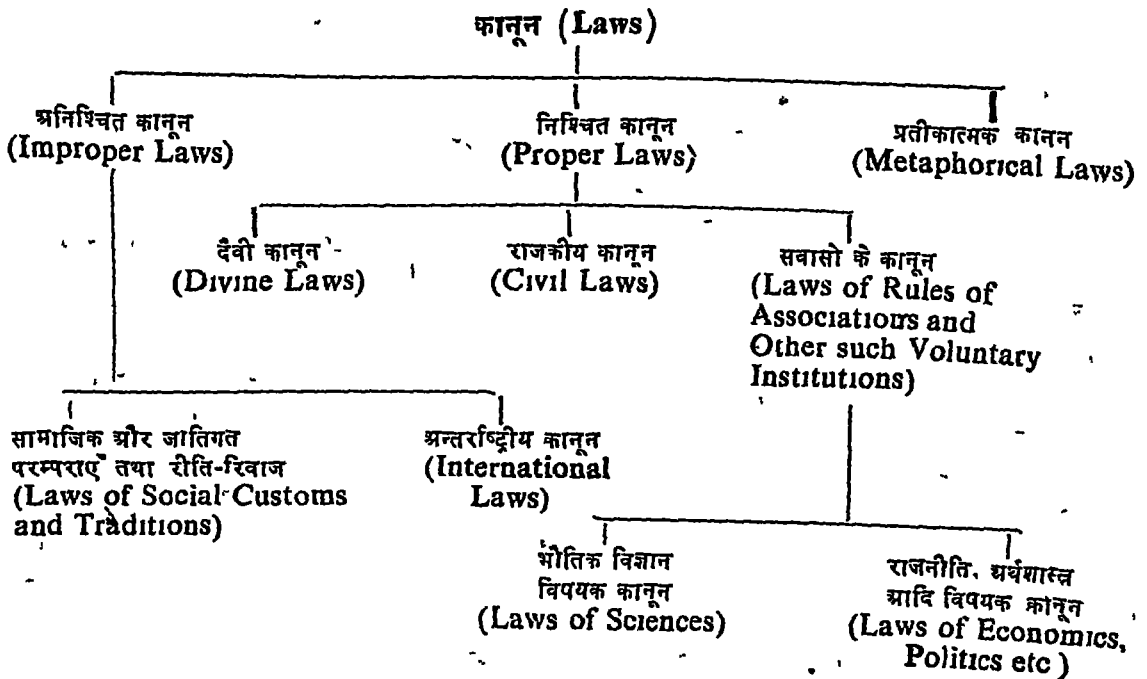 कानून (Laws)
अनिश्चित कानून
(Improper Laws)
निश्चित कानून
(Proper Laws)
प्रतीकात्मक कानन
(Metaphorical Laws)
दैवी कानून
(Divine Laws)
राजकीय कानून
(Civil Laws)
सवासो के कानून
(Laws of Rules of
Associations and
Other such Voluntary
Institutions)
सामाजिक और जातिगत
परम्पराएँ तथा रीति-रिवाज
(Laws of Social Customs
and Traditions)
अन्तर्राष्ट्रीय कानून
(International
Laws)
भौतिक विज्ञान
विषयक कानून
(Laws of Sciences)
राजनीति, अर्थशास्त्र
आदि विषयक कानून
(Laws of Economics,
Politics etc )